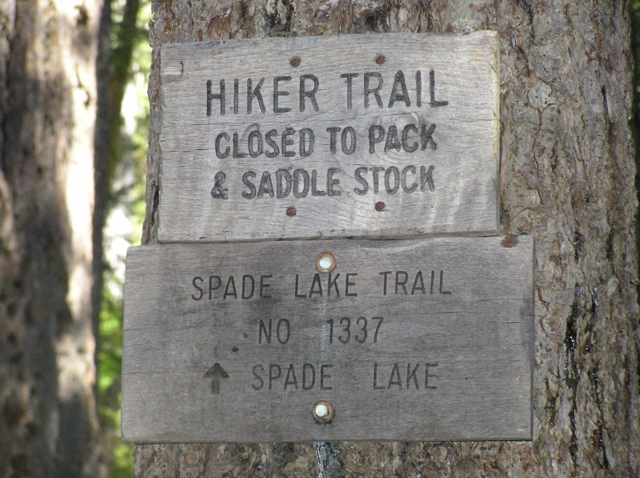 HIKER TRAIL
CLOSED TO PACK
& SADDLE STOCK
SPADE LAKE TRAIL
NO 1337
↑ SPADE LAKE